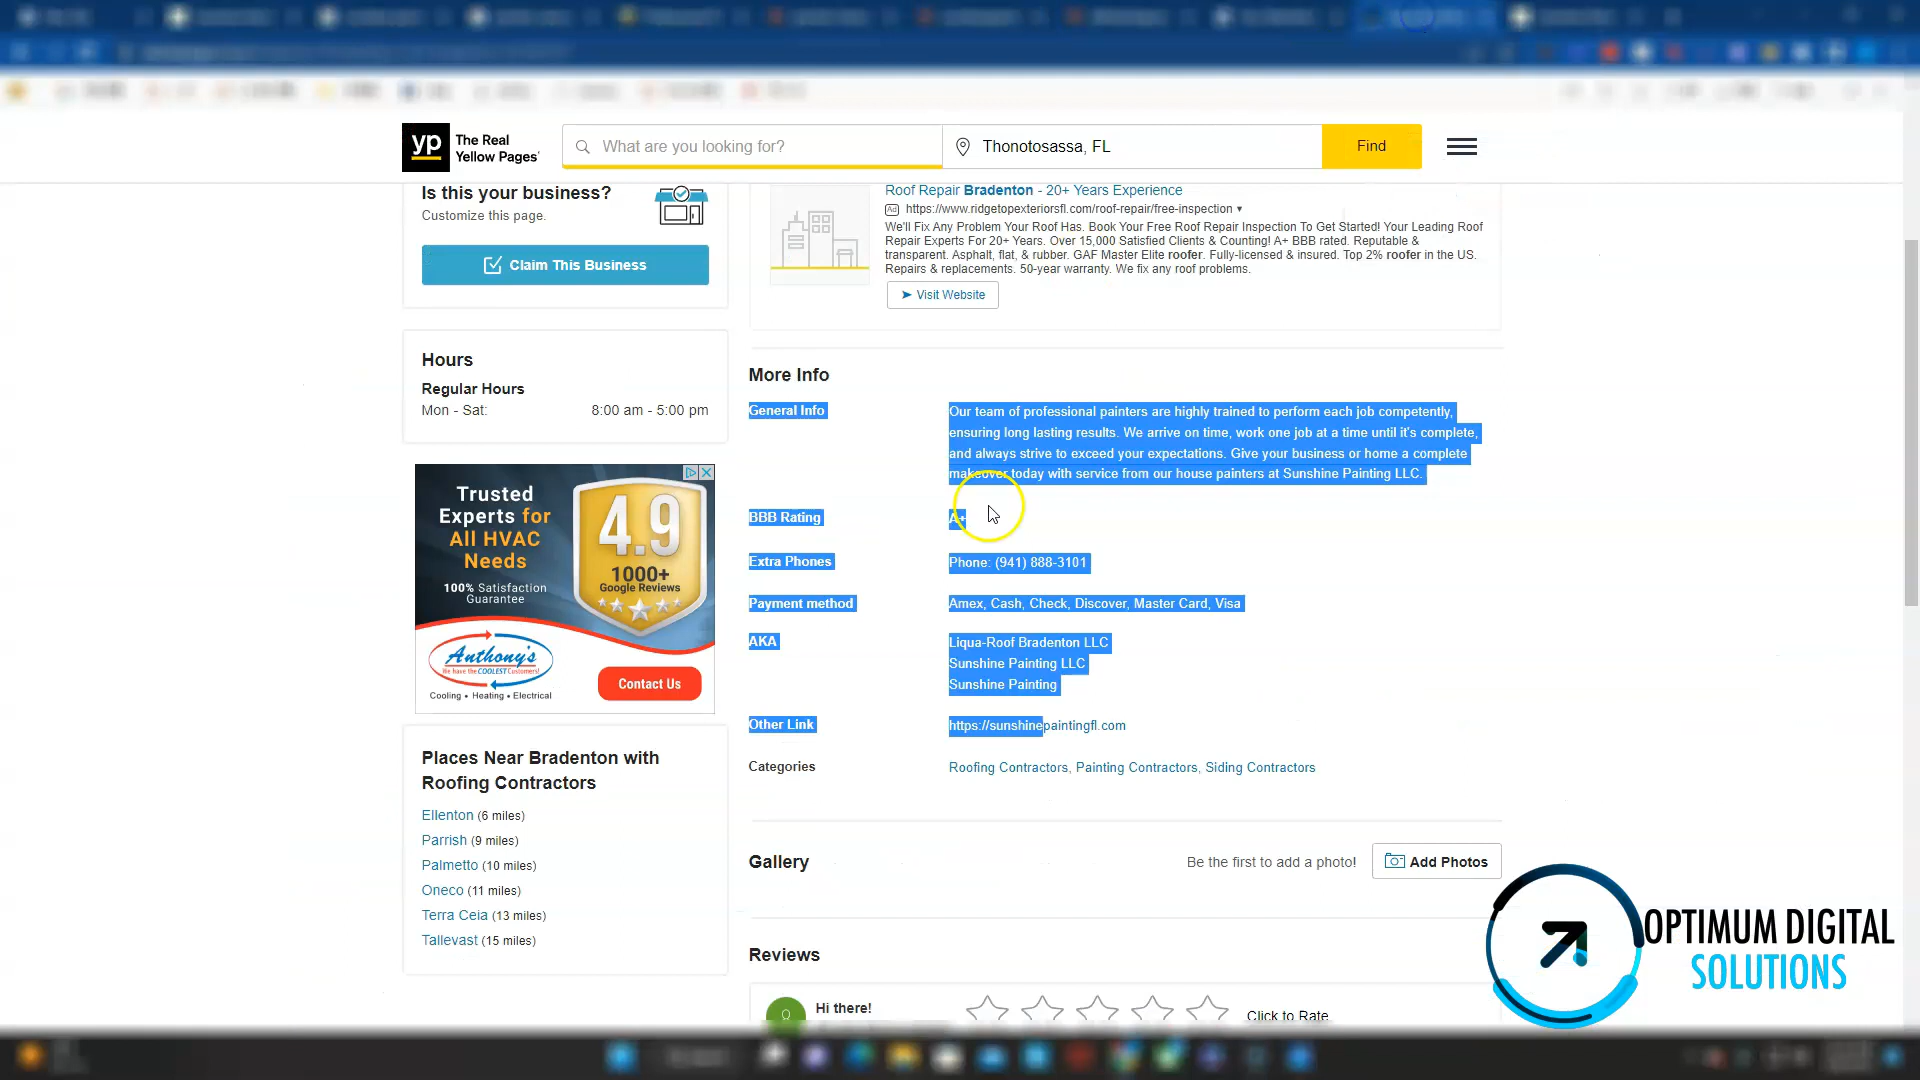 yp The Real Yellow Pages
What are you looking for?
Thonotosassa, FL
Find
Is this your business?
Customize this page.
Claim This Business
Roof Repair Bradenton - 20+ Years Experience
Ad https://www.ridgetopexteriorsfl.com/roof-repair/free-inspection
We'll Fix Any Problem Your Roof Has. Book Your Free Roof Repair Inspection To Get Started! Your Leading Roof
Repair Experts For 20+ Years. Over 15,000 Satisfied Clients & Counting! A+ BBB rated. Reputable &
transparent. Asphalt, flat, & rubber. GAF Master Elite roofer. Fully-licensed & insured. Top 2% roofer in the US.
Repairs & replacements. 50-year warranty. We fix any roof problems.
Visit Website
Hours
Regular Hours
Mon - Sat: 8:00 am - 5:00 pm
More Info
General Info
Our team of professional painters are highly trained to perform each job competently,
ensuring long lasting results. We arrive on time, work one job at a time until it's complete,
and always strive to exceed your expectations. Give your business or home a complete
makeover today with service from our house painters at Sunshine Painting LLC.
BBB Rating
A+
Extra Phones
Phone: (941) 888-3101
Payment method
Amex, Cash, Check, Discover, Master Card, Visa
AKA
Liqua-Roof Bradenton LLC
Sunshine Painting LLC
Sunshine Painting
Other Link
https://sunshinepaintingfl.com
Categories
Roofing Contractors, Painting Contractors, Siding Contractors
Trusted
Experts for
All HVAC
Needs
100% Satisfaction
Guarantee
4.9
1000+
Google Reviews
Anthony's
We have the COOLEST Customers!
Cooling • Heating • Electrical
Contact Us
Places Near Bradenton with
Roofing Contractors
Ellenton (6 miles)
Parrish (9 miles)
Palmetto (10 miles)
Oneco (11 miles)
Terra Ceia (13 miles)
Tallevast (15 miles)
Gallery
Be the first to add a photo!
Add Photos
Reviews
Hi there!
Click to Rate
OPTIMUM DIGITAL
SOLUTIONS